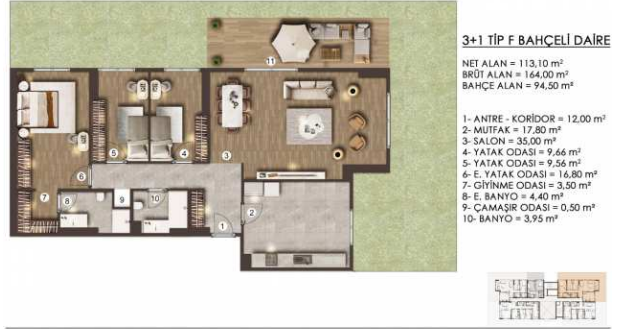 3+1 TİP F BAHÇELİ DAİRE
NET ALAN = 113,10 m²
BRÜT ALAN = 164,00 m²
BAHÇE ALAN = 94,50 m²
1- ANTRE - KORİDOR = 12,00 m²
2- MUTFAK = 17,80 m²
3- SALON = 35,00 m²
4- YATAK ODASI = 9,66 m²
5- YATAK ODASI = 9,56 m²
6- E. YATAK ODASI = 16,80 m²
7- GİYİNME ODASI = 3,50 m²
8- E. BANYO = 4,40 m²
9- ÇAMAŞIR ODASI = 0,50 m²
10- BANYO = 3,95 m²
11
5
4
3
6
7
8
9
10
2
1